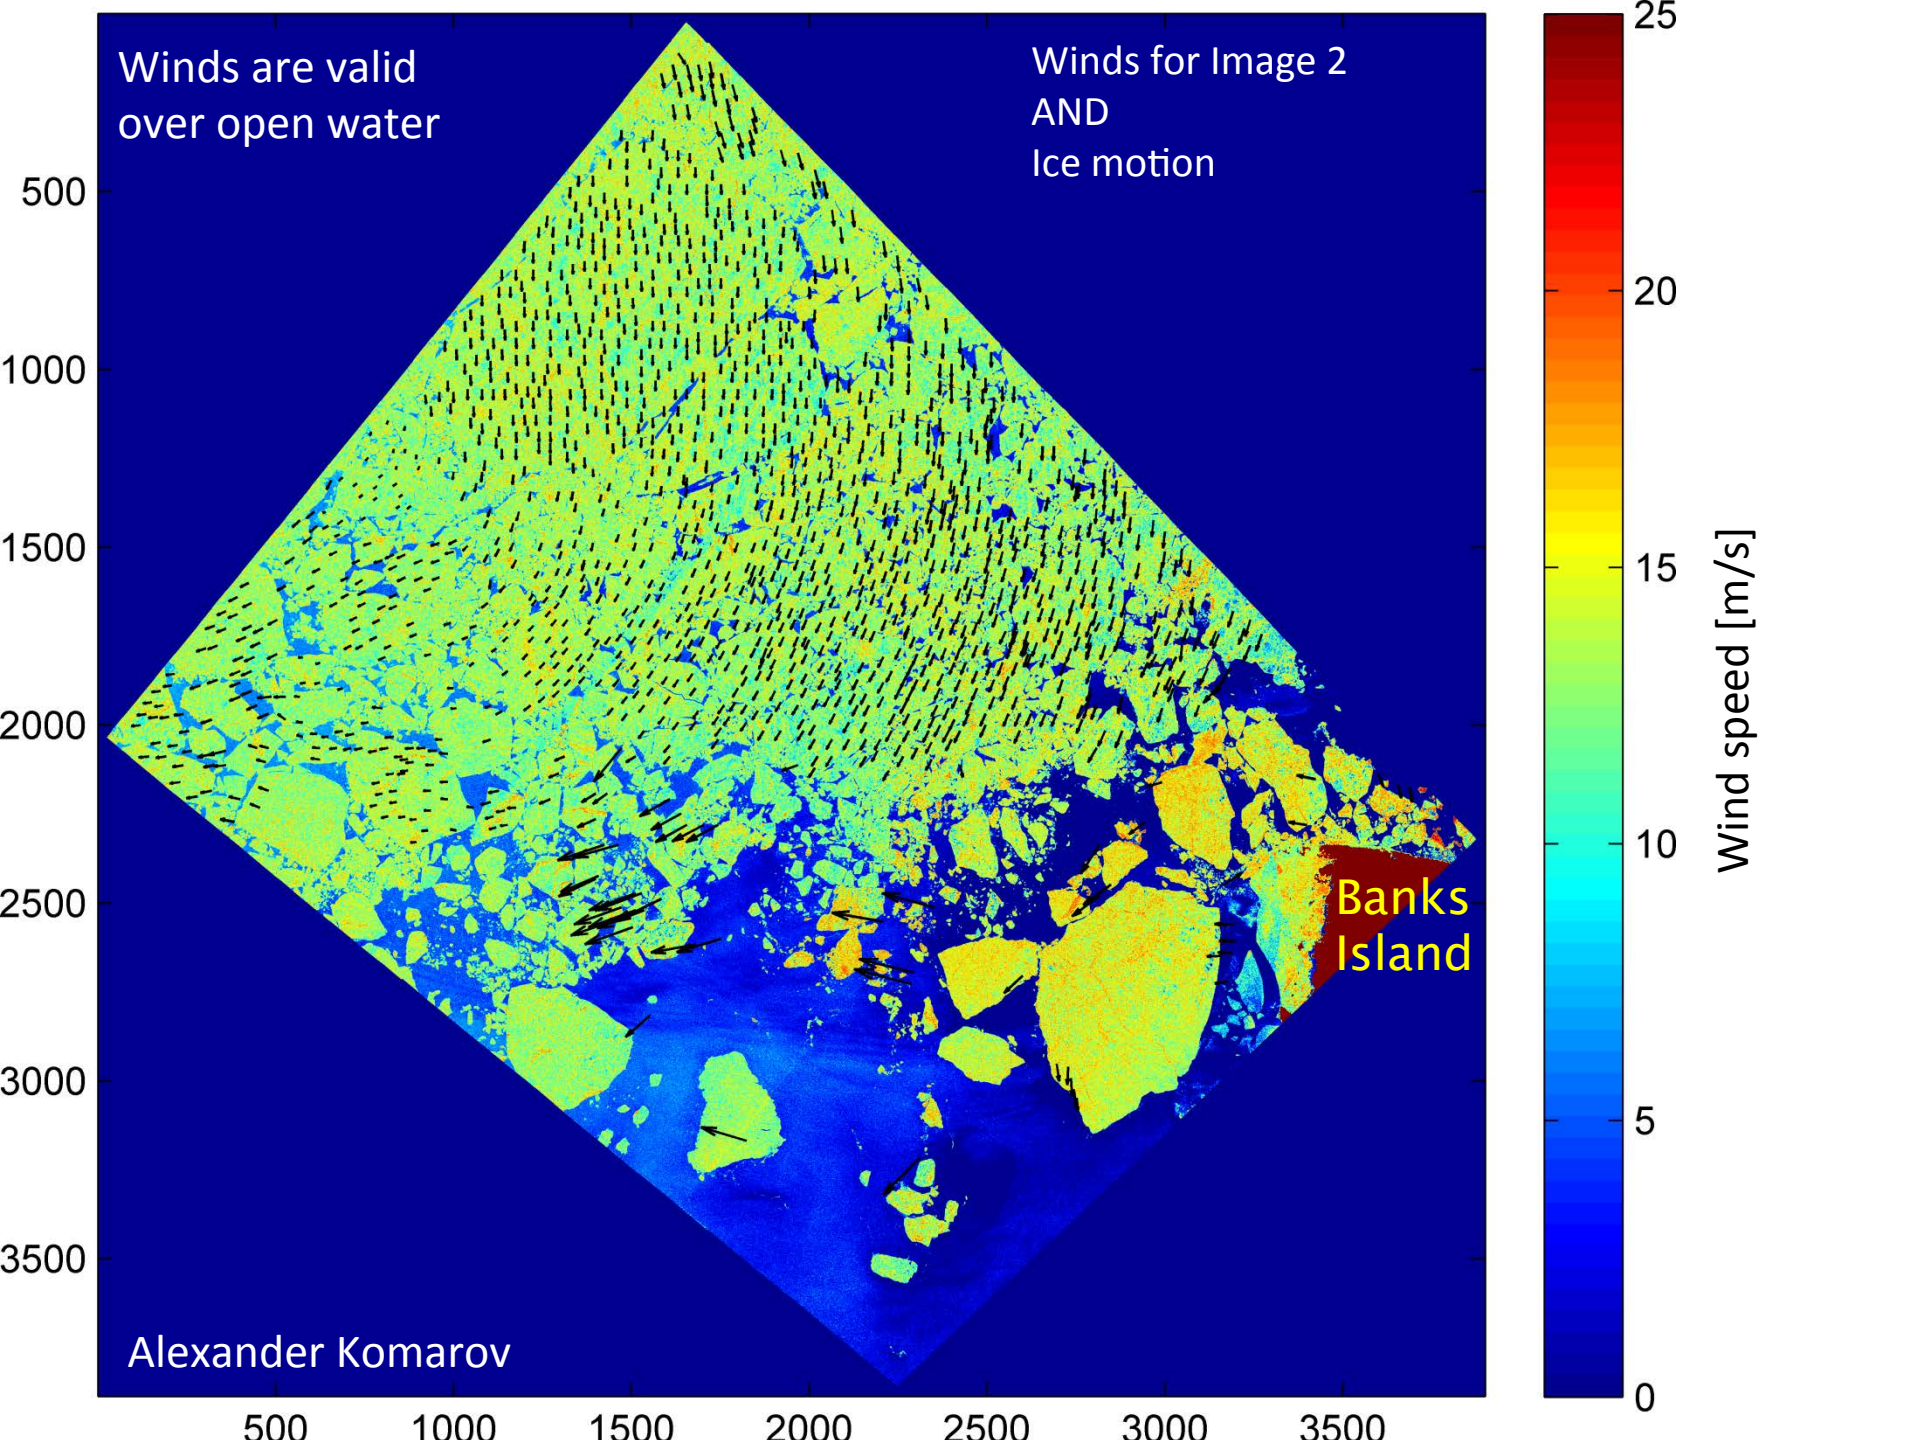 Winds are valid
over open water
Winds for Image 2
AND
Ice motion
500
1000
1500
2000
2500
3000
3500
Banks
Island
Alexander Komarov
500
1000
1500
2000
2500
3000
3500
25
20
15
10
5
0
Wind speed [m/s]